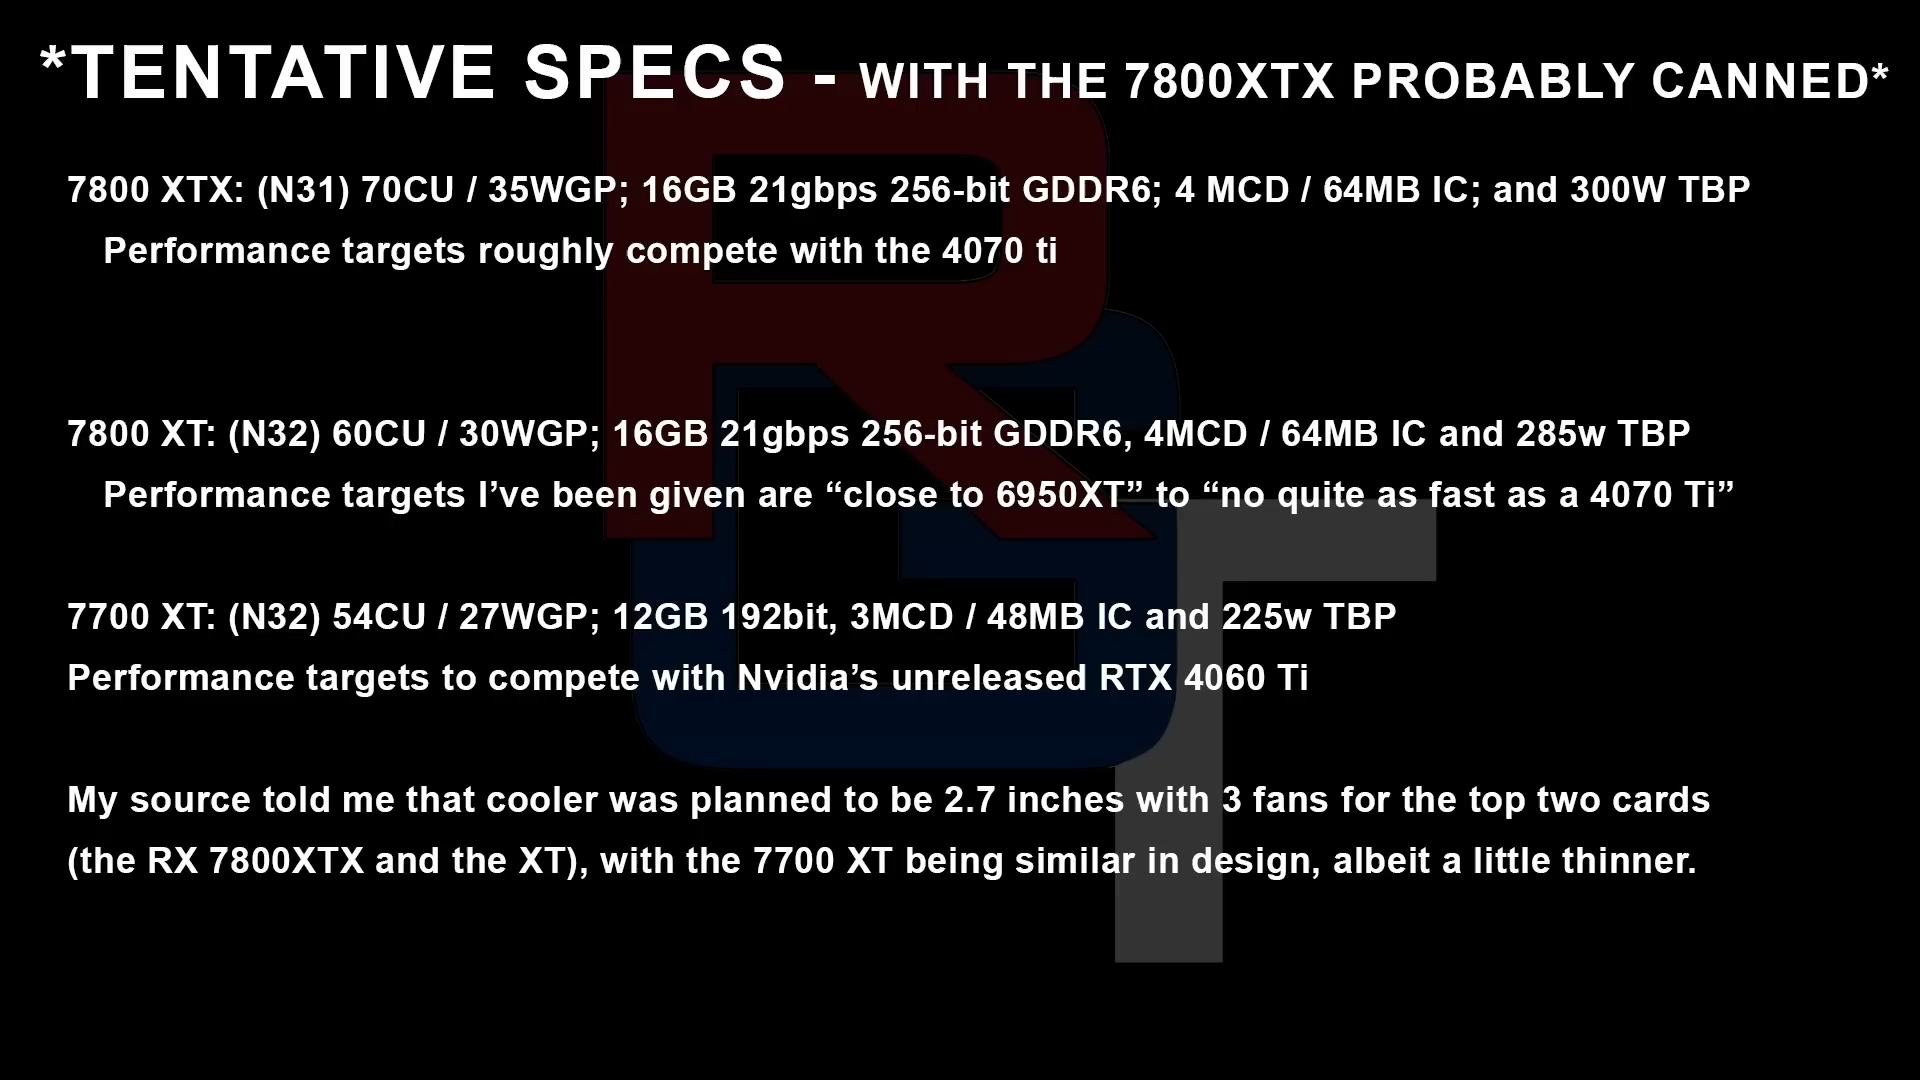 *TENTATIVE SPECS - WITH THE 7800XTX PROBABLY CANNED*
7800 XTX: (N31) 70CU / 35WGP; 16GB 21gbps 256-bit GDDR6; 4 MCD / 64MB IC; and 300W TBP
Performance targets roughly compete with the 4070 ti
7800 XT: (N32) 60CU / 30WGP; 16GB 21gbps 256-bit GDDR6, 4MCD / 64MB IC and 285w TBP
Performance targets I’ve been given are “close to 6950XT” to “no quite as fast as a 4070 Ti”
7700 XT: (N32) 54CU / 27WGP; 12GB 192bit, 3MCD / 48MB IC and 225w TBP
Performance targets to compete with Nvidia’s unreleased RTX 4060 Ti
My source told me that cooler was planned to be 2.7 inches with 3 fans for the top two cards
(the RX 7800XTX and the XT), with the 7700 XT being similar in design, albeit a little thinner.
RGT